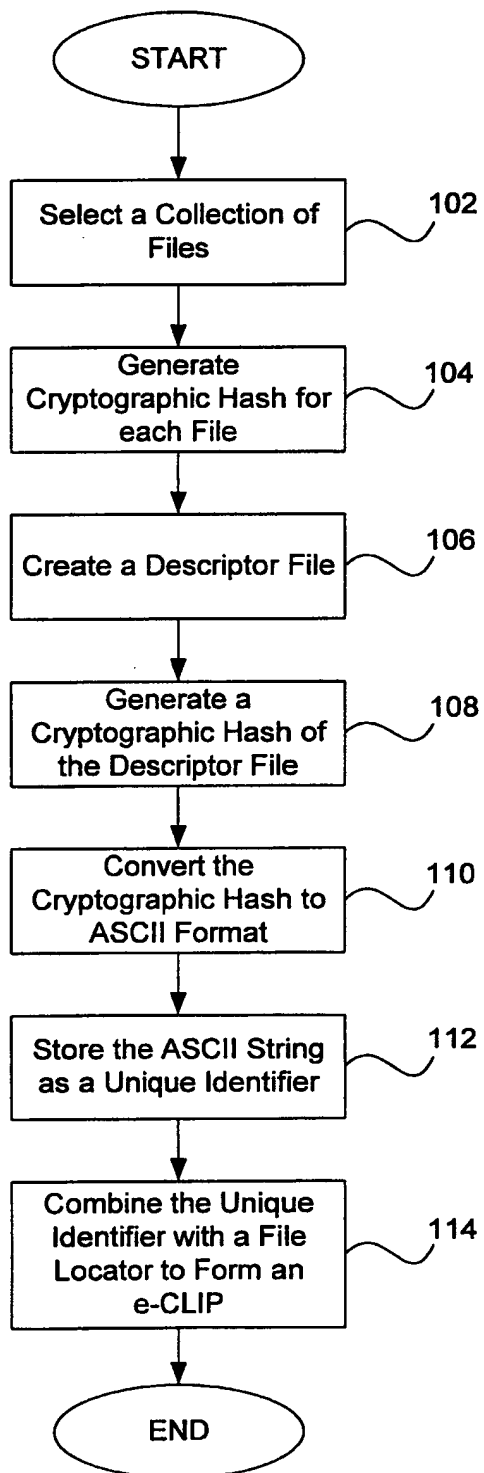 START
Select a Collection of
Files
102
Generate
Cryptographic Hash for
each File
104
Create a Descriptor File
106
Generate a
Cryptographic Hash of
the Descriptor File
108
Convert the
Cryptographic Hash to
ASCII Format
110
Store the ASCII String
as a Unique Identifier
112
Combine the Unique
Identifier with a File
Locator to Form an
e-CLIP
114
END